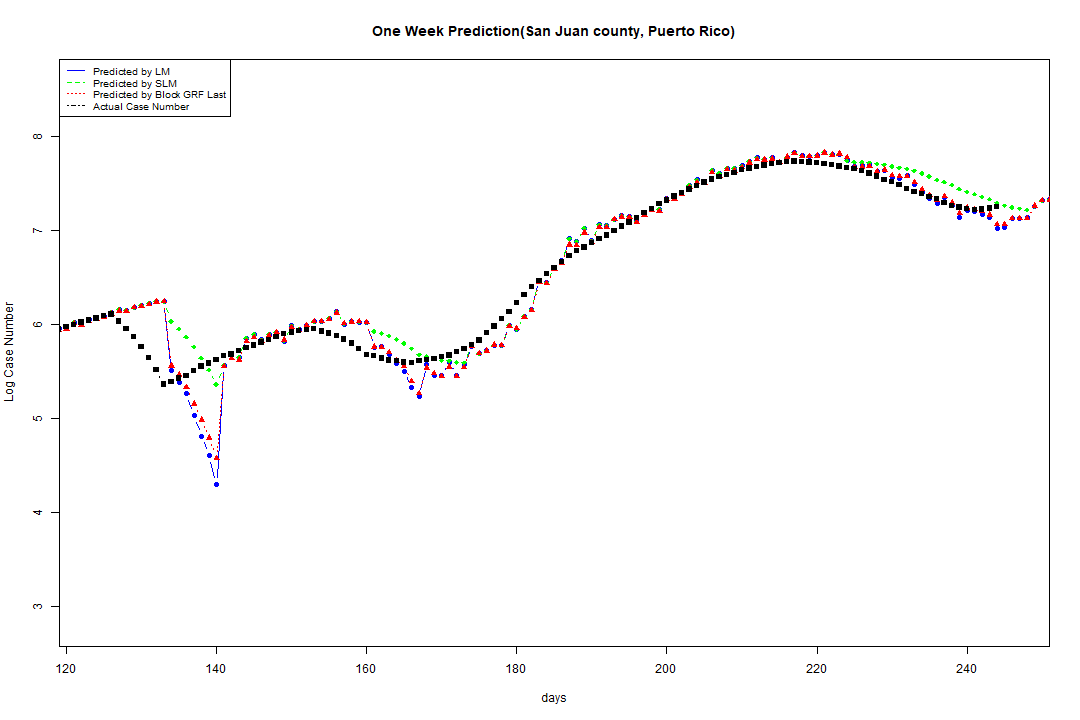 One Week Prediction(San Juan county, Puerto Rico)
Predicted by LM
Predicted by SLM
Predicted by Block GRF Last
Actual Case Number
8
7
6
5
4
3
Log Case Number
120 140 160 180 200 220 240
days